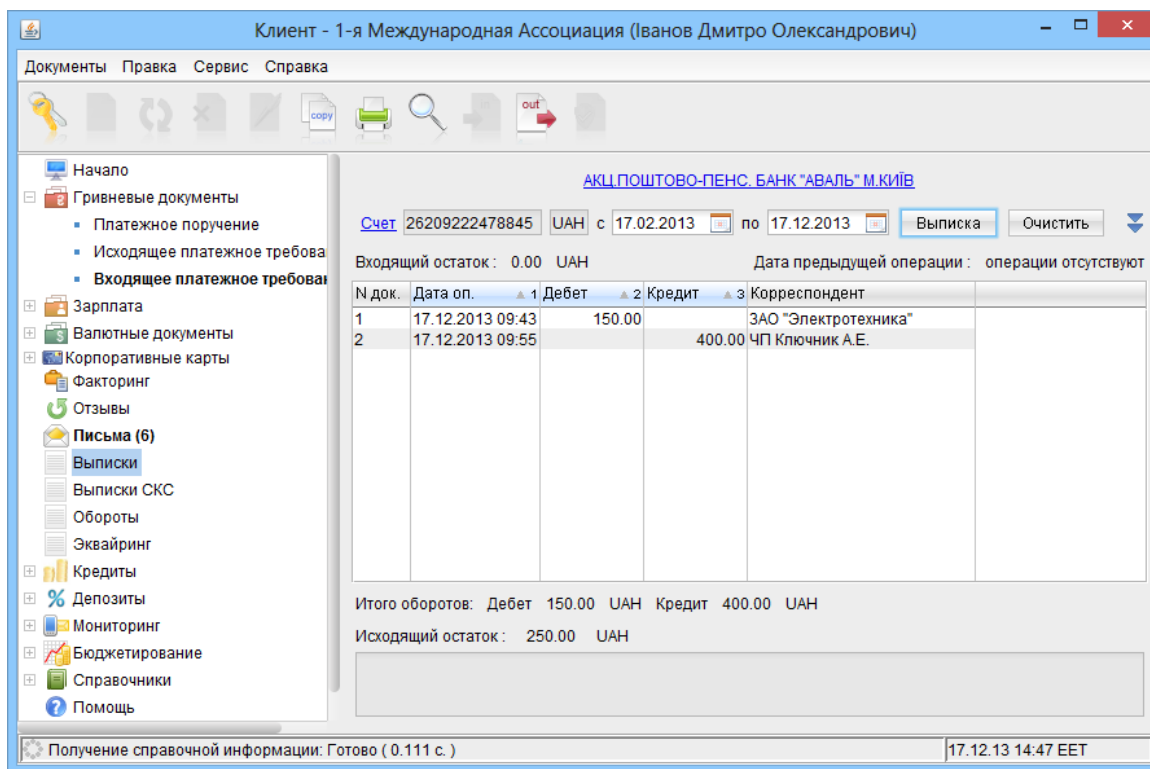 Клиент - 1-я Международная Ассоциация (Іванов Дмитро Олександрович)
Документы Правка Сервис Справка
copy
out
Начало
Гривневые документы
Платежное поручение
Исходящее платежное требова
Входящее платежное требован
Зарплата
Валютные документы
Корпоративные карты
Факторинг
Отзывы
Письма (6)
Выписки
Выписки СКС
Обороты
Эквайринг
Кредиты
Депозиты
Мониторинг
Бюджетирование
Справочники
Помощь
АКЦ.ПОШТОВО-ПЕНС. БАНК "АВАЛЬ" М.КИЇВ
Счет 26209222478845 UAH с 17.02.2013 по 17.12.2013 Выписка Очистить
Входящий остаток : 0.00 UAH Дата предыдущей операции : операции отсутствуют
N док. Дата оп. 1 Дебет 2 Кредит 3 Корреспондент
1 17.12.2013 09:43 150.00 ЗАО "Электротехника"
2 17.12.2013 09:55 400.00 ЧП Ключник А.Е.
Итого оборотов: Дебет 150.00 UAH Кредит 400.00 UAH
Исходящий остаток : 250.00 UAH
Получение справочной информации: Готово ( 0.111 с. ) 17.12.13 14:47 EET